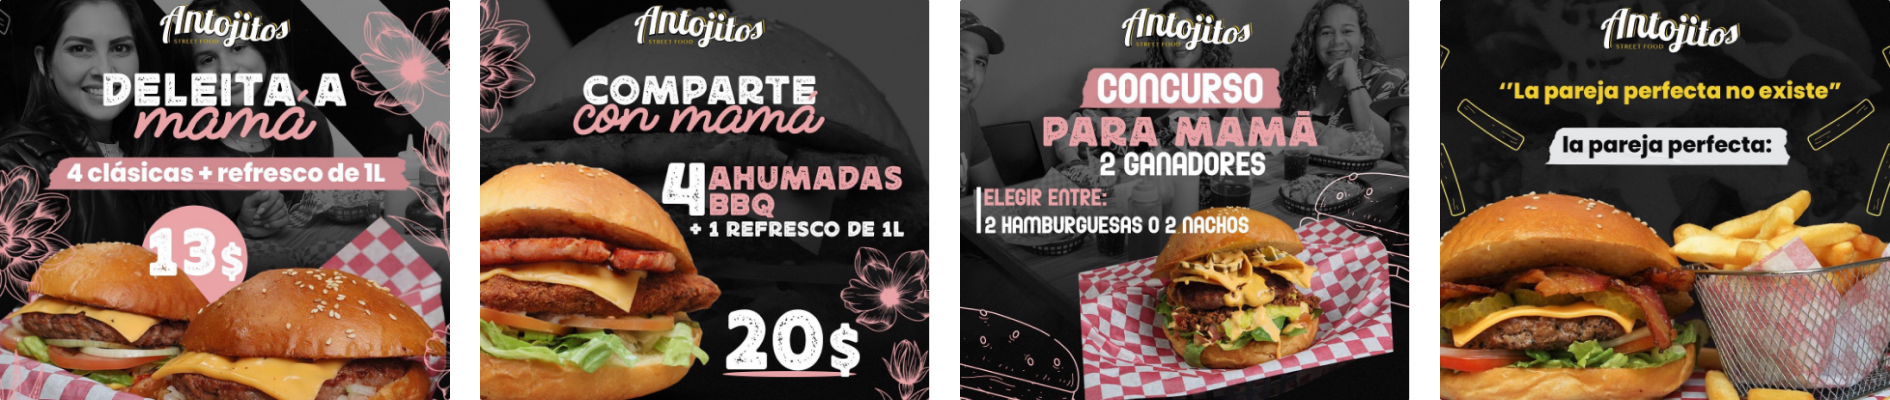 Antojitos
STREET FOOD
DELEITA A
mamá
4 clásicas + refresco de 1L
13$
Antojitos
STREET FOOD
COMPARTE
con mamá
4 AHUMADAS
BBQ
+ 1 REFRESCO DE 1L
20$
Antojitos
STREET FOOD
CONCURSO
PARA MAMÁ
2 GANADORES
ELEGIR ENTRE:
2 HAMBURGUESAS O 2 NACHOS
Antojitos
STREET FOOD
‘’La pareja perfecta no existe”
la pareja perfecta: